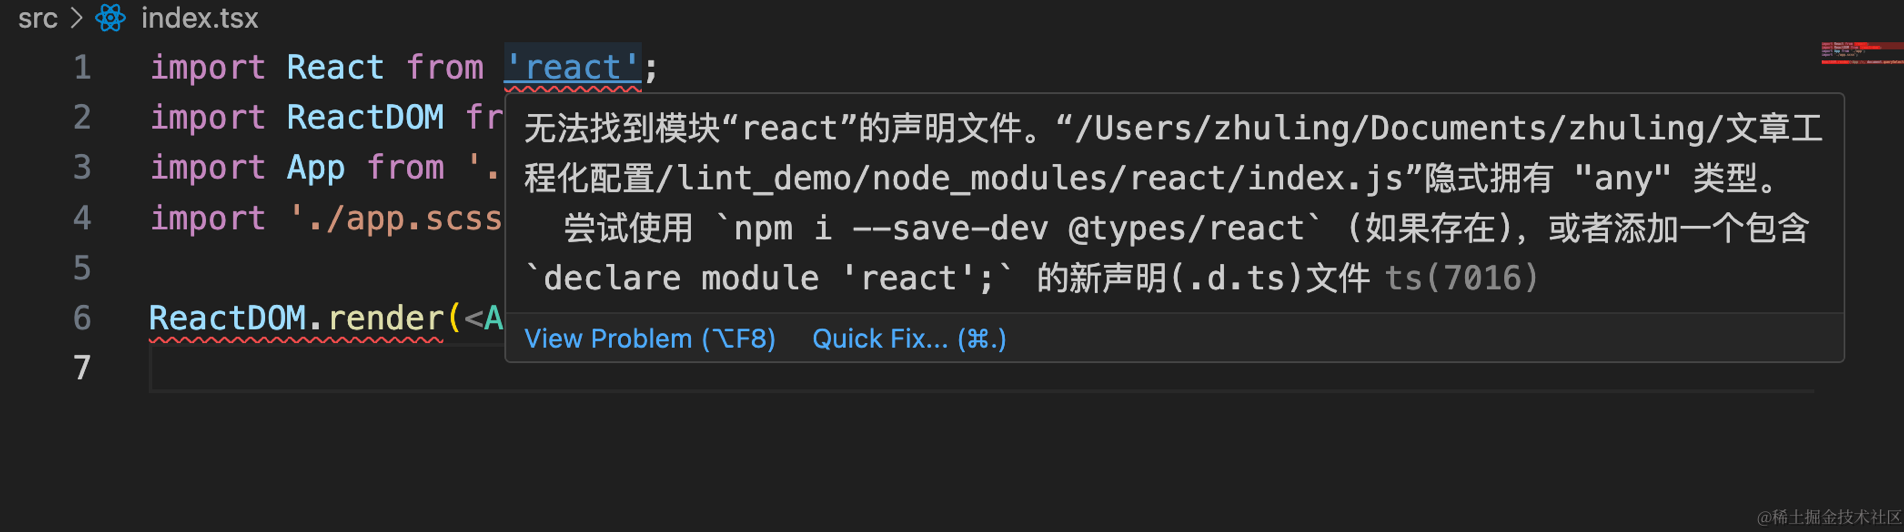 src > index.tsx
1 import React from 'react';
2 import ReactDOM fr
无法找到模块“react”的声明文件。“/Users/zhuling/Documents/zhuling/文章工
3 import App from '.
程化配置/lint_demo/node_modules/react/index.js”隐式拥有 "any" 类型。
4 import './app.scss
尝试使用 `npm i --save-dev @types/react` (如果存在)，或者添加一个包含
5
`declare module 'react';` 的新声明(.d.ts)文件 ts(7016)
6 ReactDOM.render(<A
View Problem (⌥F8) Quick Fix... (⌘.)
7
@稀土掘金技术社区